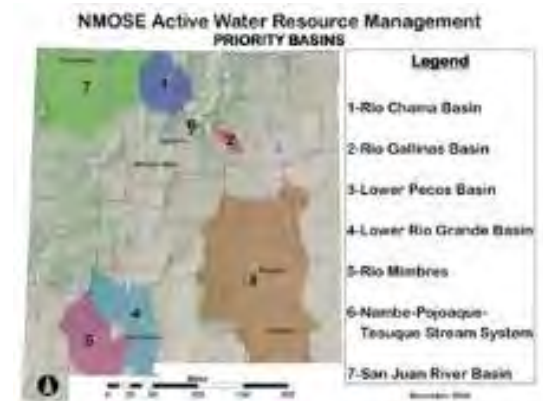 NMOSE Active Water Resource Management
PRIORITY BASINS
Legend
1-Rio Chama Basin
2-Rio Gallinas Basin
3-Lower Pecos Basin
4-Lower Rio Grande Basin
5-Rio Mimbres
6-Nambe-Pojoaque-
Tesuque Stream System
7-San Juan River Basin
7
1
6
2
3
4
5